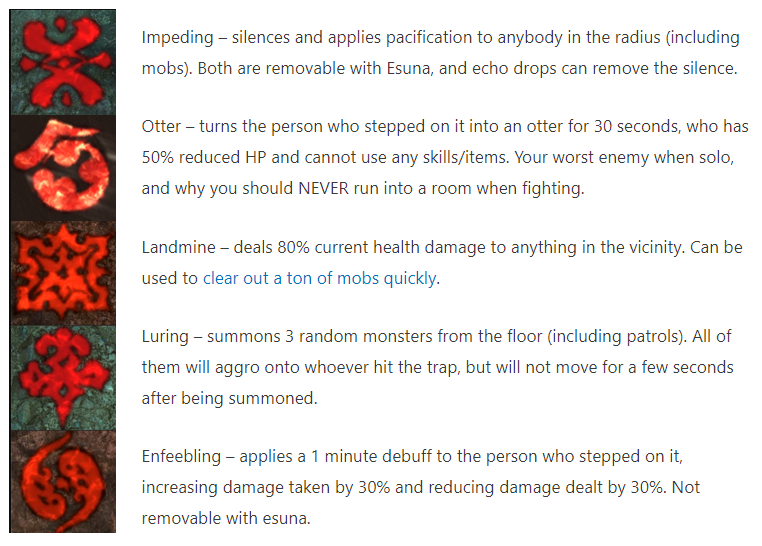 Impeding – silences and applies pacification to anybody in the radius (including
mobs). Both are removable with Esuna, and echo drops can remove the silence.
Otter – turns the person who stepped on it into an otter for 30 seconds, who has
50% reduced HP and cannot use any skills/items. Your worst enemy when solo,
and why you should NEVER run into a room when fighting.
Landmine – deals 80% current health damage to anything in the vicinity. Can be
used to clear out a ton of mobs quickly.
Luring – summons 3 random monsters from the floor (including patrols). All of
them will aggro onto whoever hit the trap, but will not move for a few seconds
after being summoned.
Enfeebling – applies a 1 minute debuff to the person who stepped on it,
increasing damage taken by 30% and reducing damage dealt by 30%. Not
removable with esuna.